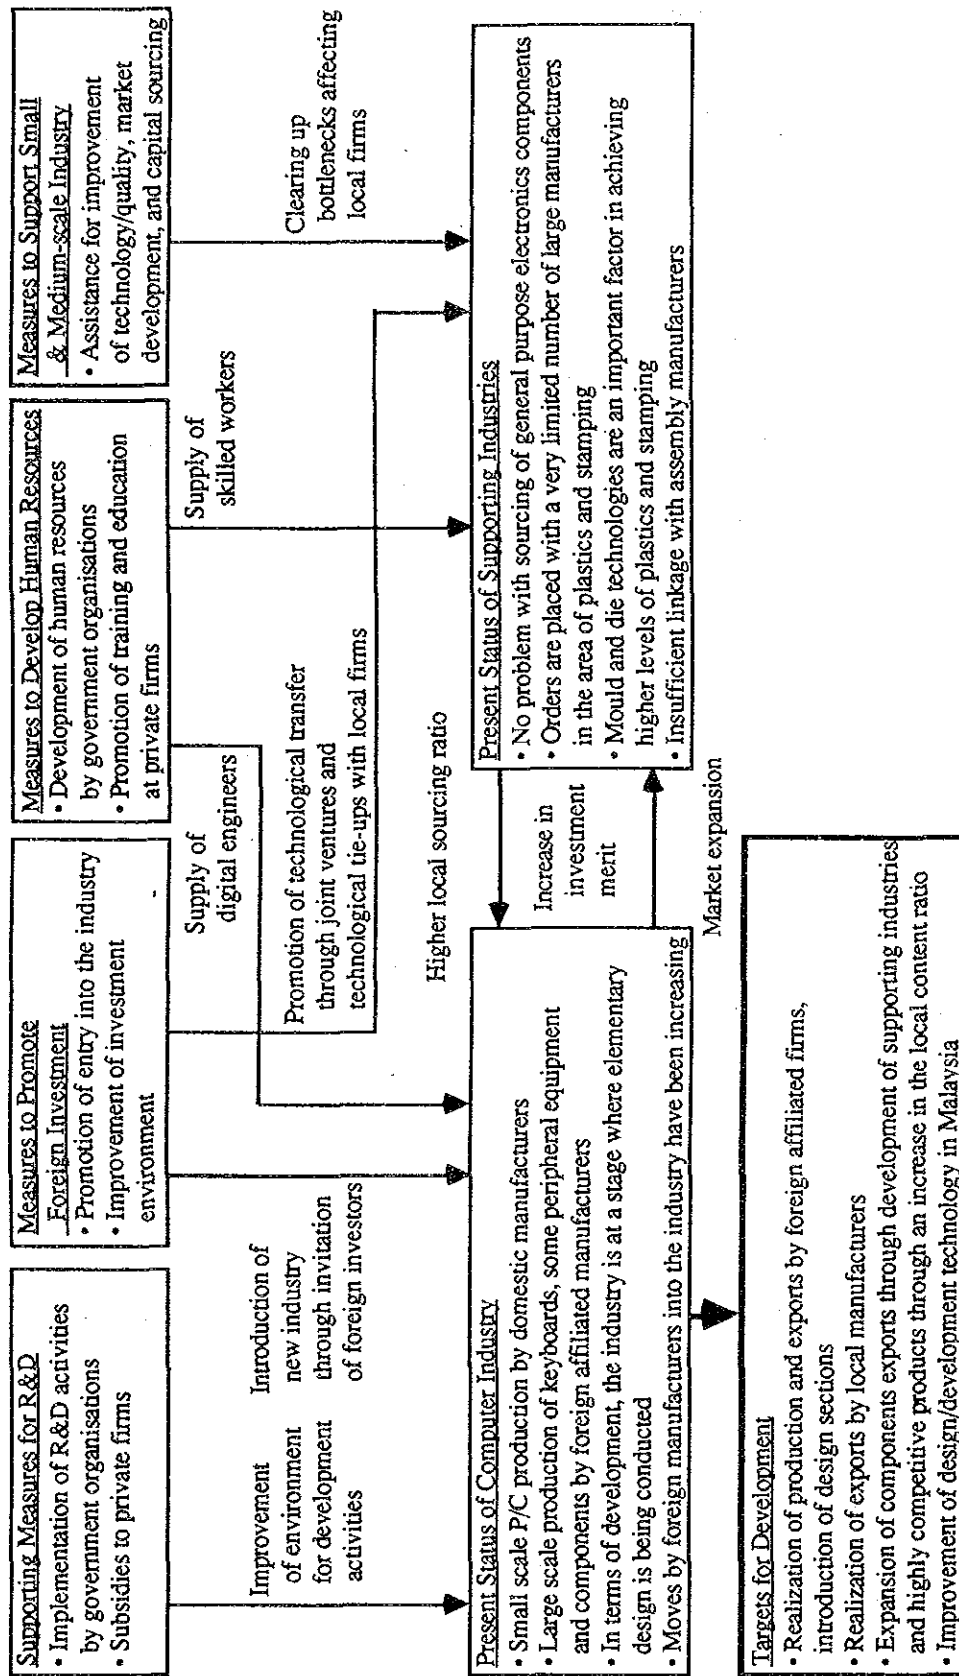 Supporting Measures for R&D
• Implementation of R&D activities
by government organisations
• Subsidies to private firms
Measures to Promote
Foreign Investment
• Promotion of entry into the industry
• Improvement of investment
environment
Measures to Develop Human Resources
• Development of human resources
by government organisations
• Promotion of training and education
at private firms
Measures to Support Small
& Medium-scale Industry
• Assistance for improvement
of technology/quality, market
development, and capital sourcing
Improvement
of environment
for development
activities
Introduction of
new industry
through invitation
of foreign investors
Supply of
digital engineers
Promotion of technological transfer
through joint ventures and
technological tie-ups with local firms
Supply of
skilled workers
Clearing up
bottlenecks affecting
local firms
Higher local sourcing ratio
Present Status of Computer Industry
• Small scale P/C production by domestic manufacturers
• Large scale production of keyboards, some peripheral equipment
and components by foreign affiliated manufacturers
• In terms of development, the industry is at a stage where elementary
design is being conducted
• Moves by foreign manufacturers into the industry have been increasing
Increase in
investment
merit
Market expansion
Present Status of Supporting Industries
• No problem with sourcing of general purpose electronics components
• Orders are placed with a very limited number of large manufacturers
in the area of plastics and stamping
• Mould and die technologies are an important factor in achieving
higher levels of plastics and stamping
• Insufficient linkage with assembly manufacturers
Targets for Development
• Realization of production and exports by foreign affiliated firms,
introduction of design sections
• Realization of exports by local manufacturers
• Expansion of components exports through development of supporting industries
and highly competitive products through an increase in the local content ratio
• Improvement of design/development technology in Malaysia